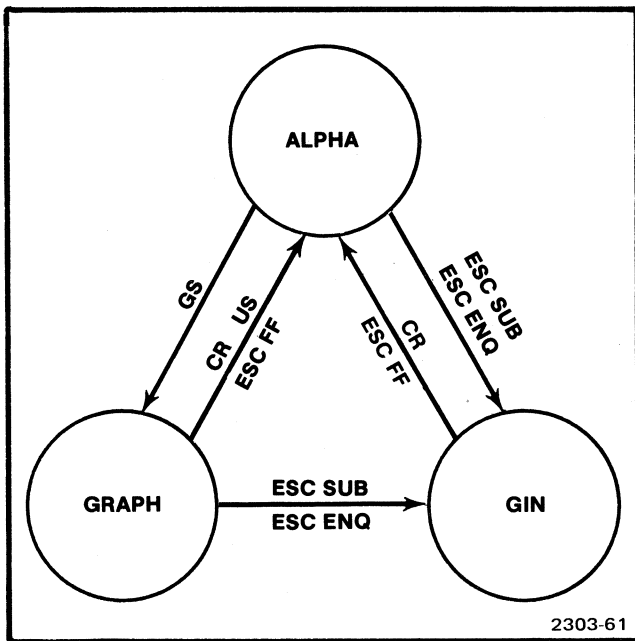 ALPHA
GS
CR US
ESC FF
CR
ESC FF
ESC SUB
ESC ENQ
GRAPH
ESC SUB
ESC ENQ
GIN
2303-61